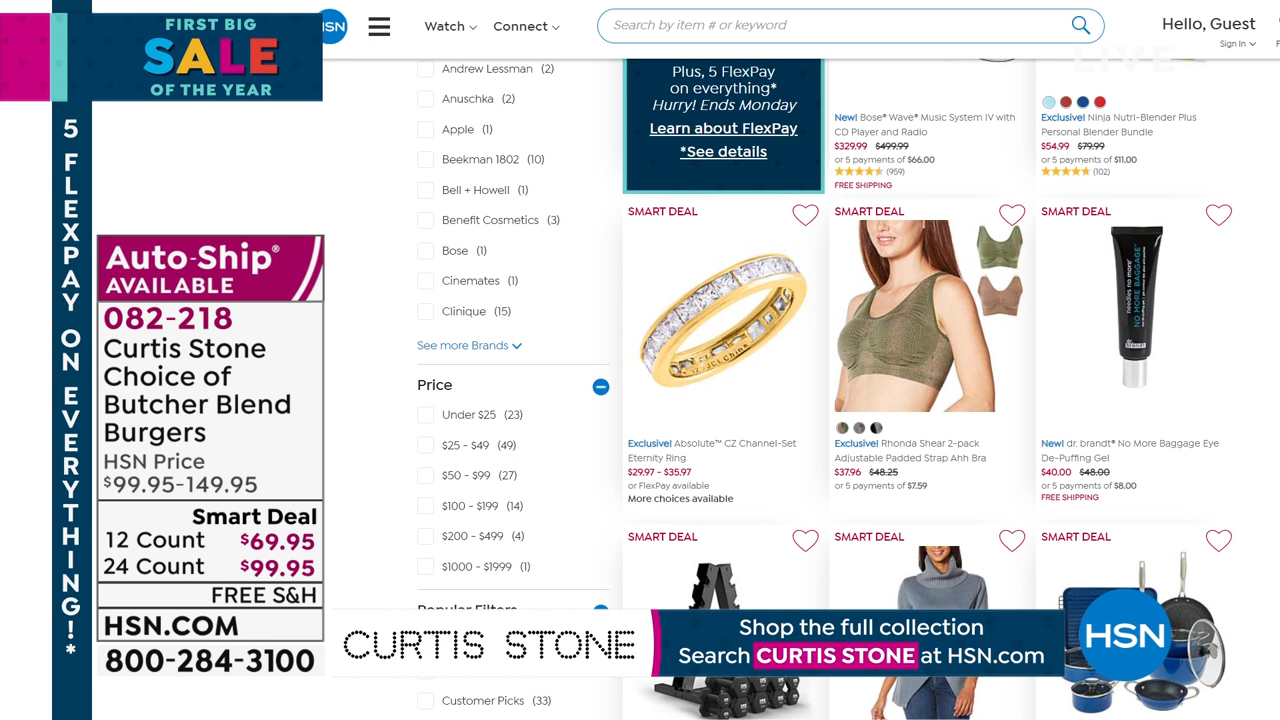 FIRST BIG
SALE
OF THE YEAR
5 FLEXPAY ON EVERYTHING!*
Auto-Ship®
AVAILABLE
082-218
Curtis Stone
Choice of
Butcher Blend
Burgers
HSN Price
$99.95-149.95
Smart Deal
12 Count $69.95
24 Count $99.95
FREE S&H
HSN.COM
800-284-3100
HSN
Watch
Connect
Search by item # or keyword
Hello, Guest
Sign In
LIVE
Andrew Lessman (2)
Anuschka (2)
Apple (1)
Beekman 1802 (10)
Bell + Howell (1)
Benefit Cosmetics (3)
Bose (1)
Cinemates (1)
Clinique (15)
See more Brands
Price
Under $25 (23)
$25 - $49 (49)
$50 - $99 (27)
$100 - $199 (14)
$200 - $499 (4)
$1000 - $1999 (1)
Popular Filters
Customer Picks (33)
Plus, 5 FlexPay
on everything*
Hurry! Ends Monday
Learn about FlexPay
*See details
New! Bose® Wave® Music System IV with
CD Player and Radio
$329.99 $499.99
or 5 payments of $66.00
(959)
FREE SHIPPING
Exclusive! Ninja Nutri-Blender Plus
Personal Blender Bundle
$54.99 $79.99
or 5 payments of $11.00
(102)
SMART DEAL
Exclusive! Absolute™ CZ Channel-Set
Eternity Ring
$29.97 - $35.97
or FlexPay available
More choices available
SMART DEAL
Exclusive! Rhonda Shear 2-pack
Adjustable Padded Strap Ahh Bra
$37.96 $48.25
or 5 payments of $7.59
SMART DEAL
needles no more®
NO MORE BAGGAGE™
New! dr. brandt® No More Baggage Eye
De-Puffing Gel
$40.00 $48.00
or 5 payments of $8.00
FREE SHIPPING
SMART DEAL
SMART DEAL
SMART DEAL
CURTIS STONE
Shop the full collection
Search CURTIS STONE at HSN.com
HSN